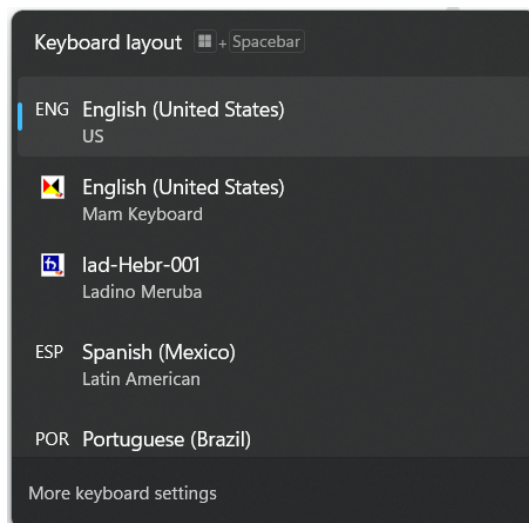 Keyboard layout + Spacebar
ENG English (United States)
US
English (United States)
Mam Keyboard
lad-Hebr-001
Ladino Meruba
ESP Spanish (Mexico)
Latin American
POR Portuguese (Brazil)
More keyboard settings